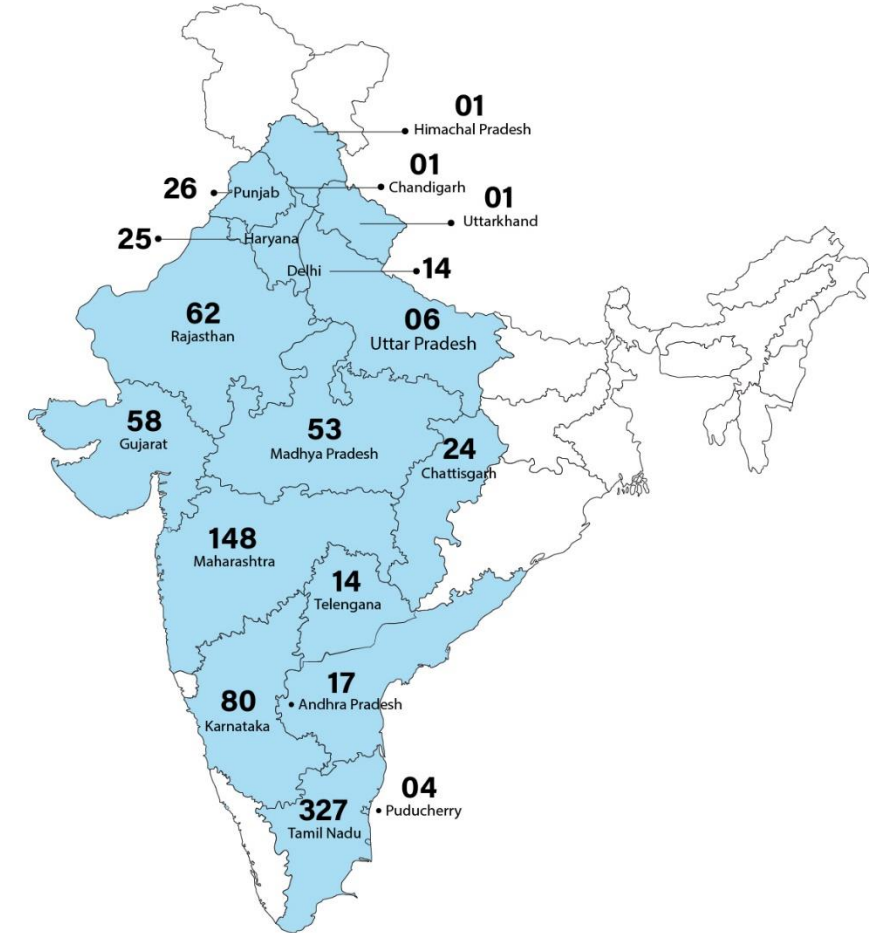 01
Himachal Pradesh
01
Chandigarh
26
Punjab
01
Uttarkhand
25
Haryana
Delhi
14
62
Rajasthan
06
Uttar Pradesh
58
Gujarat
53
Madhya Pradesh
24
Chattisgarh
148
Maharashtra
14
Telengana
17
Andhra Pradesh
80
Karnataka
04
Puducherry
327
Tamil Nadu